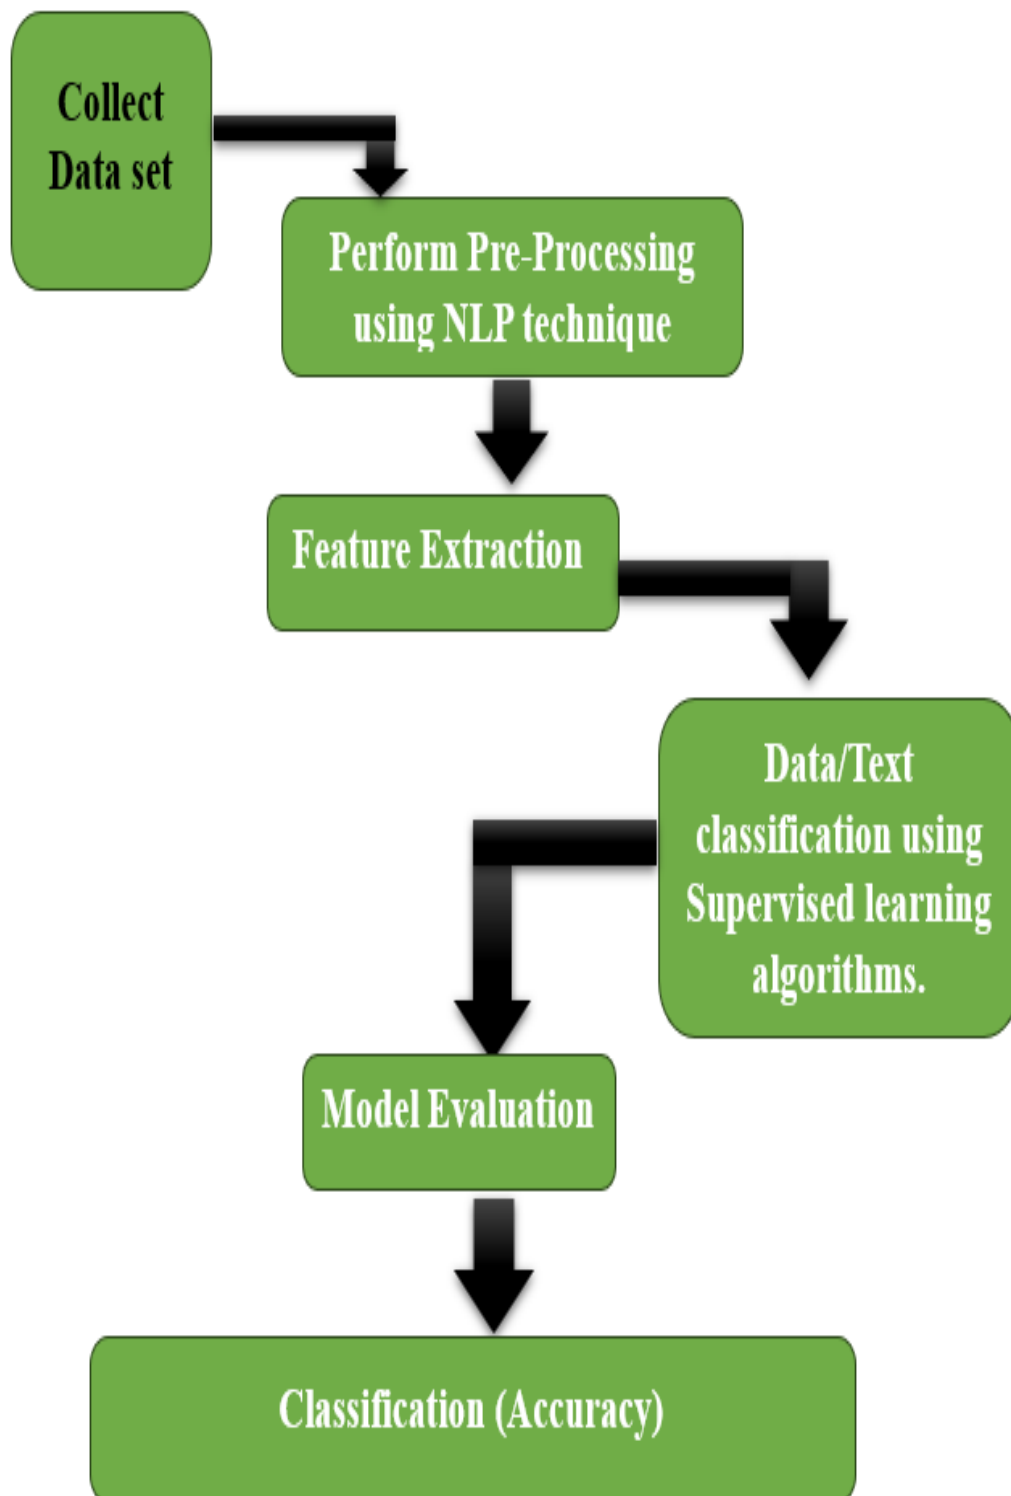 Collect
Data set
Perform Pre-Processing
using NLP technique
Feature Extraction
Data/Text
classification using
Supervised learning
algorithms.
Model Evaluation
Classification (Accuracy)